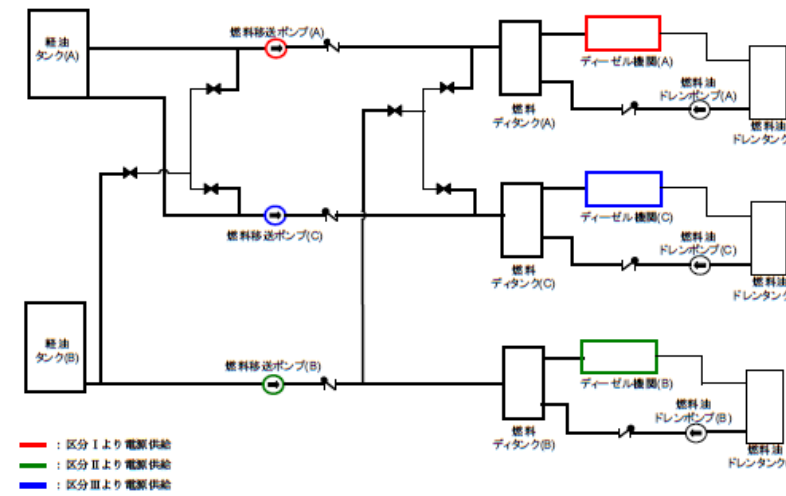 軽油
タンク(A)
燃料移送ポンプ(A)
ディーゼル機関(A)
燃料
ディタンク(A)
燃料油
ドレンポンプ(A)
燃料油
ドレンタンク
燃料移送ポンプ(C)
ディーゼル機関(C)
燃料
ディタンク(C)
燃料油
ドレンポンプ(C)
燃料油
ドレンタンク
軽油
タンク(B)
燃料移送ポンプ(B)
ディーゼル機関(B)
燃料
ディタンク(B)
燃料油
ドレンポンプ(B)
燃料油
ドレンタンク
：区分Ⅰより電源供給
：区分Ⅱより電源供給
：区分Ⅲより電源供給